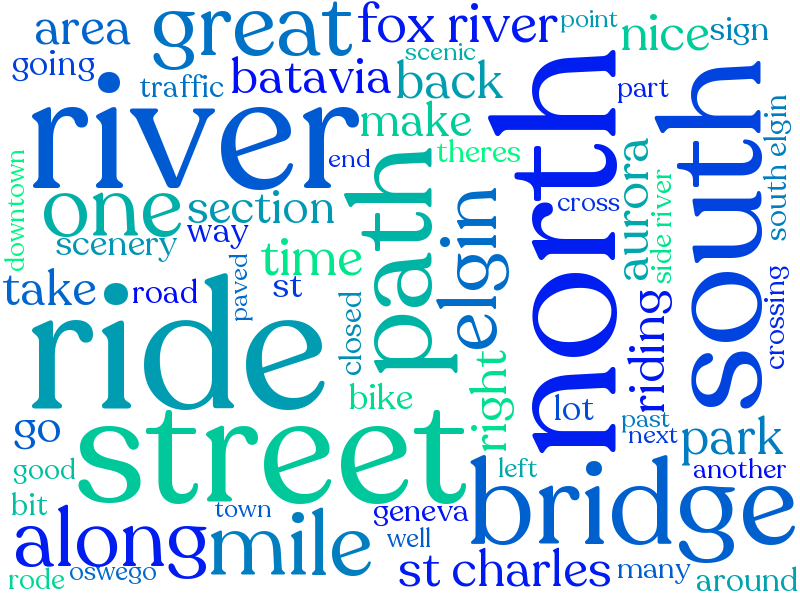 area
great
fox river
point
nice
sign
going
scenic
traffic
batavia
back
part
river
make
end
theres
north
south
south elgin
downtown
one
section
path
cross
aurora
side
river
scenery
way
time
elgin
take
road
paved
st
closed
riding
crossing
ride
bike
right
lot
go
street
past
next
park
good
left
another
bit
along
town
mile
geneva
well
bridge
rode
oswego
st charles
many
around